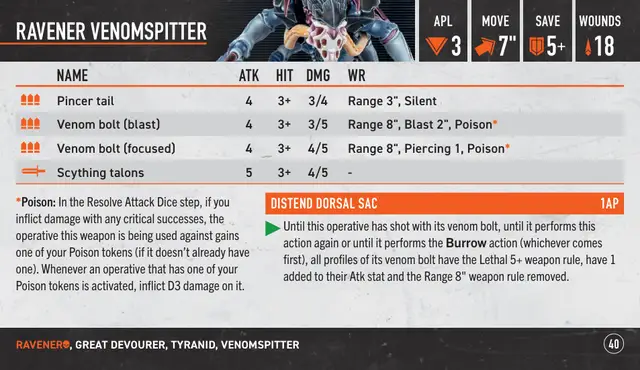 RAVENER VENOMSPITTER
APL
3
MOVE
7"
SAVE
5+
WOUNDS
18
NAME ATK HIT DMG WR
Pincer tail 4 3+ 3/4 Range 3", Silent
Venom bolt (blast) 4 3+ 3/5 Range 8", Blast 2", Poison*
Venom bolt (focused) 4 3+ 4/5 Range 8", Piercing 1, Poison*
Scything talons 5 3+ 4/5 -
*Poison: In the Resolve Attack Dice step, if you
inflict damage with any critical successes, the
operative this weapon is being used against gains
one of your Poison tokens (if it doesn't already have
one). Whenever an operative that has one of your
Poison tokens is activated, inflict D3 damage on it.
DISTEND DORSAL SAC 1AP
Until this operative has shot with its venom bolt, until it performs this
action again or until it performs the Burrow action (whichever comes
first), all profiles of its venom bolt have the Lethal 5+ weapon rule, have 1
added to their Atk stat and the Range 8" weapon rule removed.
RAVENER, GREAT DEVOURER, TYRANID, VENOMSPITTER
40